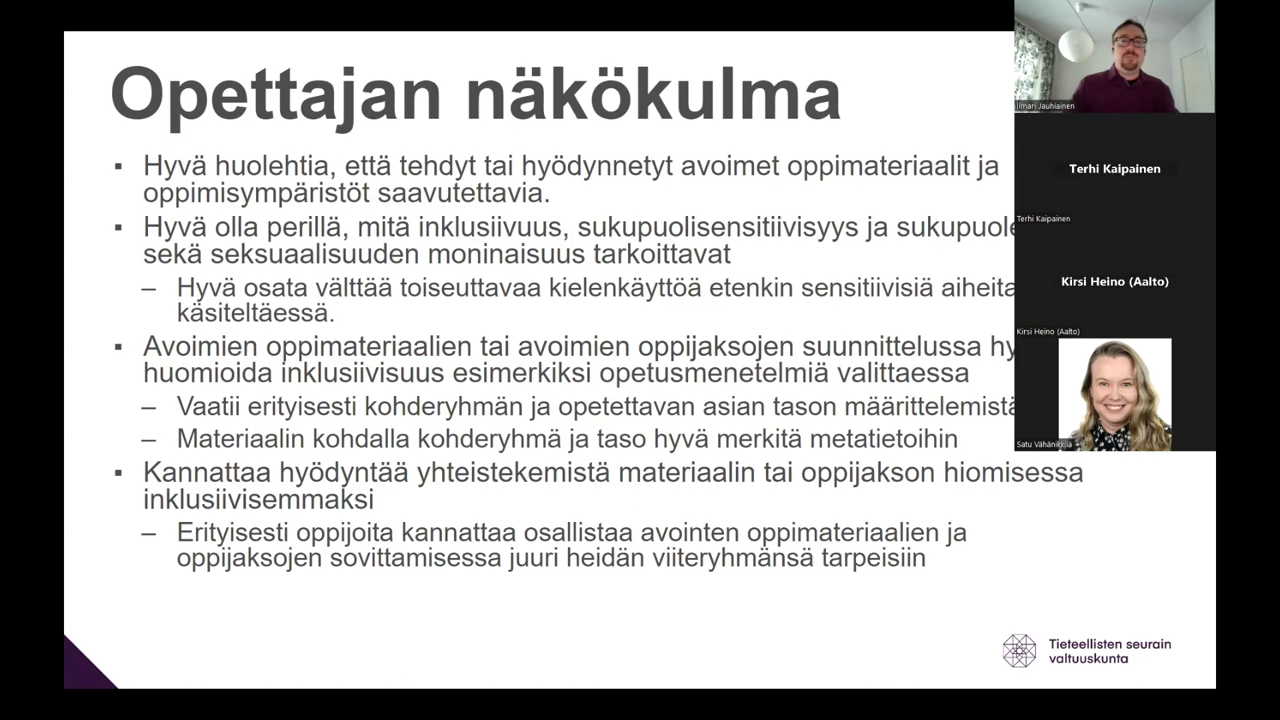 Opettajan näkökulma
▪ Hyvä huolehtia, että tehdyt tai hyödynnetyt avoimet oppimateriaalit ja
oppimisympäristöt saavutettavia.
▪ Hyvä olla perillä, mitä inklusiivuus, sukupuolisensitiivisyys ja
sekä seksuaalisuuden moninaisuus tarkoittavat
– Hyvä osata välttää toiseuttavaa kielenkäyttöä etenkin sensitiivisiä
käsiteltäessä.
▪ Avoimien oppimateriaalien tai avoimien oppijaksojen suunnittelussa
huomioida inklusiivisuus esimerkiksi opetusmenetelmiä valittaessa
– Vaatii erityisesti kohderyhmän ja opetettavan asian tason
– Materiaalin kohdalla kohderyhmä ja taso hyvä merkitä metatietoihin
▪ Kannattaa hyödyntää yhteistekemistä materiaalin tai oppijakson hiomisessa
inklusiivisemmaksi
– Erityisesti oppijoita kannattaa osallistaa avointen oppimateriaalien ja
oppijaksojen sovittamisessa juuri heidän viiteryhmänsä tarpeisiin
Tieteellisten seurain
valtuuskunta
Ilmari Jauhiainen
Terhi Kaipainen
Terhi Kaipainen
Kirsi Heino (Aalto)
Kirsi Heino (Aalto)
Satu Vähänikkilä